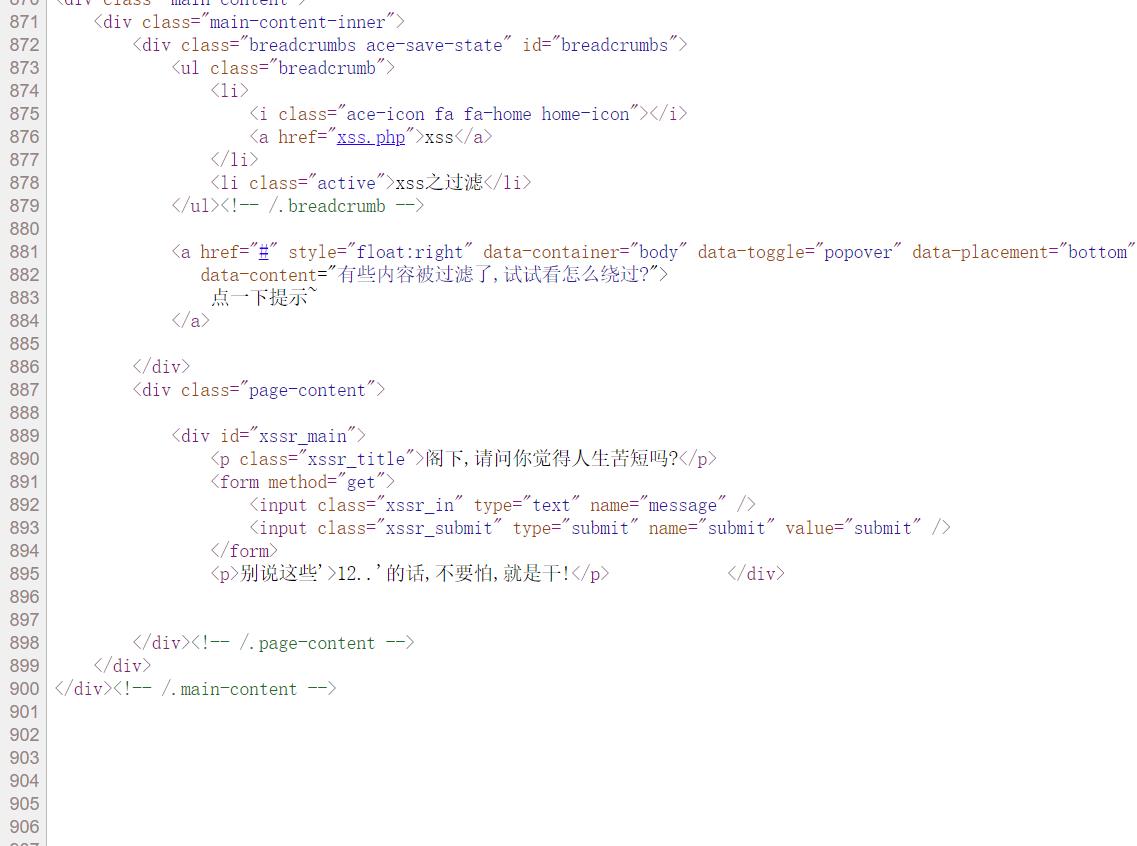 870 <div class="main-content">
871 <div class="main-content-inner">
872 <div class="breadcrumbs ace-save-state" id="breadcrumbs">
873 <ul class="breadcrumb">
874 <li>
875 <i class="ace-icon fa fa-home home-icon"></i>
876 <a href="xss.php">xss</a>
877 </li>
878 <li class="active">xss之过滤</li>
879 </ul><!-- /.breadcrumb -->
880
881 <a href="#" style="float:right" data-container="body" data-toggle="popover" data-placement="bottom"
882 data-content="有些内容被过滤了,试试看怎么绕过?">
883 点一下提示~
884 </a>
885
886 </div>
887 <div class="page-content">
888
889 <div id="xssr_main">
890 <p class="xssr_title">阁下,请问你觉得人生苦短吗?</p>
891 <form method="get">
892 <input class="xssr_in" type="text" name="message" />
893 <input class="xssr_submit" type="submit" name="submit" value="submit" />
894 </form>
895 <p>别说这些'>12..'的话,不要怕,就是干!</p> </div>
896
897
898 </div><!-- /.page-content -->
899 </div>
900 </div><!-- /.main-content -->
901
902
903
904
905
906